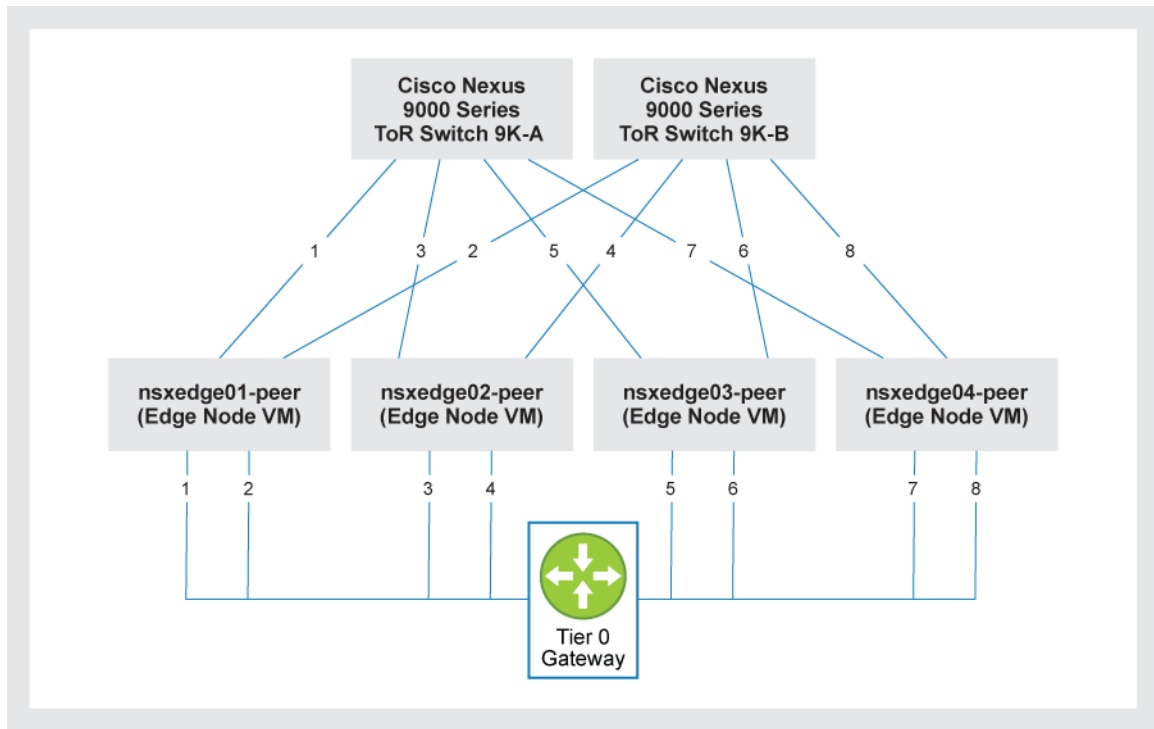 Cisco Nexus
9000 Series
ToR Switch 9K-A
Cisco Nexus
9000 Series
ToR Switch 9K-B
1
3
2
5
4
7
6
8
nsxedge01-peer
(Edge Node VM)
nsxedge02-peer
(Edge Node VM)
nsxedge03-peer
(Edge Node VM)
nsxedge04-peer
(Edge Node VM)
1
2
3
4
5
6
7
8
Tier 0
Gateway